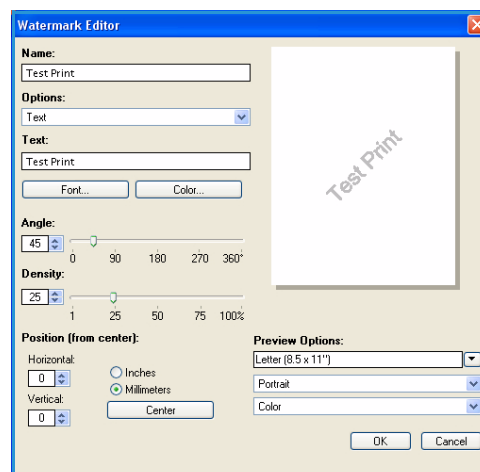 Watermark Editor
Name:
Test Print
Options:
Text
Text:
Test Print
Font... Color...
Angle:
45
0 90 180 270 360°
Density:
25
1 25 50 75 100%
Position (from center):
Horizontal:
0
Inches
Millimeters
Vertical:
0
Center
Test Print
Preview Options:
Letter (8.5 x 11")
Portrait
Color
OK Cancel